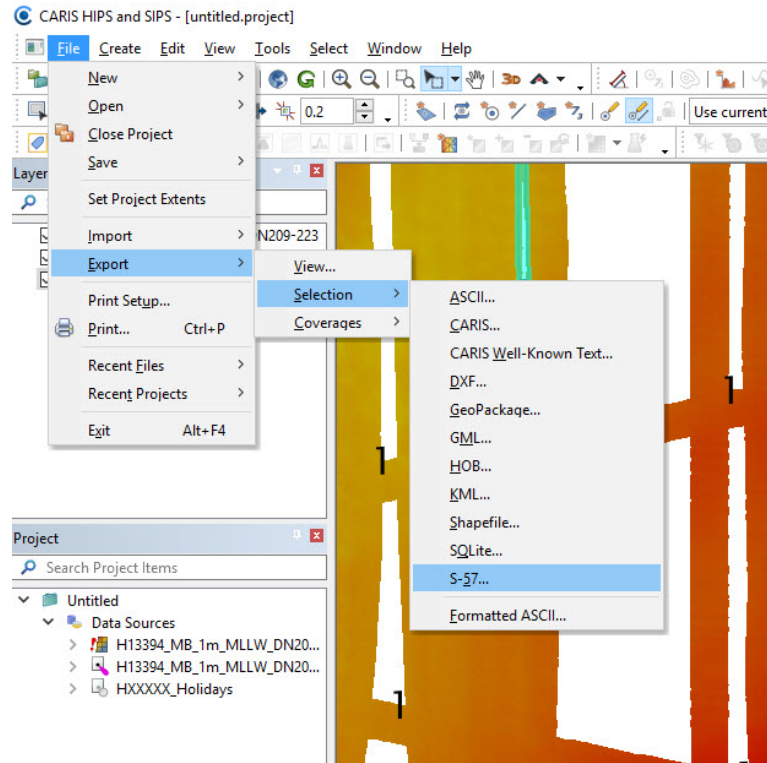 CARIS HIPS and SIPS - [untitled.project]
File Create Edit View Tools Select Window Help
New
Open
Close Project
Save
Set Project Extents
Import
Export
Print Setup...
Print... Ctrl+P
Recent Files
Recent Projects
Exit Alt+F4
View...
Selection
Coverages
ASCII...
CARIS...
CARIS Well-Known Text...
DXF...
GeoPackage...
GML...
HOB...
KML...
Shapefile...
SQLite...
S-57...
Formatted ASCII...
3D
0.2
Use current
Layer
N209-223
1
1
1
Project
Search Project Items
Untitled
Data Sources
H13394_MB_1m_MLLW_DN20...
H13394_MB_1m_MLLW_DN20...
HXXXXX_Holidays